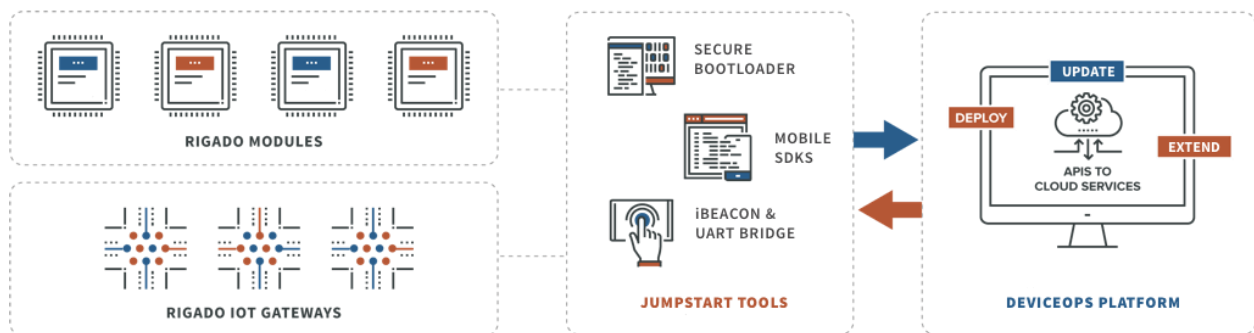 RIGADO MODULES
RIGADO IOT GATEWAYS
SECURE
BOOTLOADER
MOBILE
SDKS
iBEACON &
UART BRIDGE
JUMPSTART TOOLS
UPDATE
DEPLOY
EXTEND
APIS TO
CLOUD SERVICES
DEVICEOPS PLATFORM